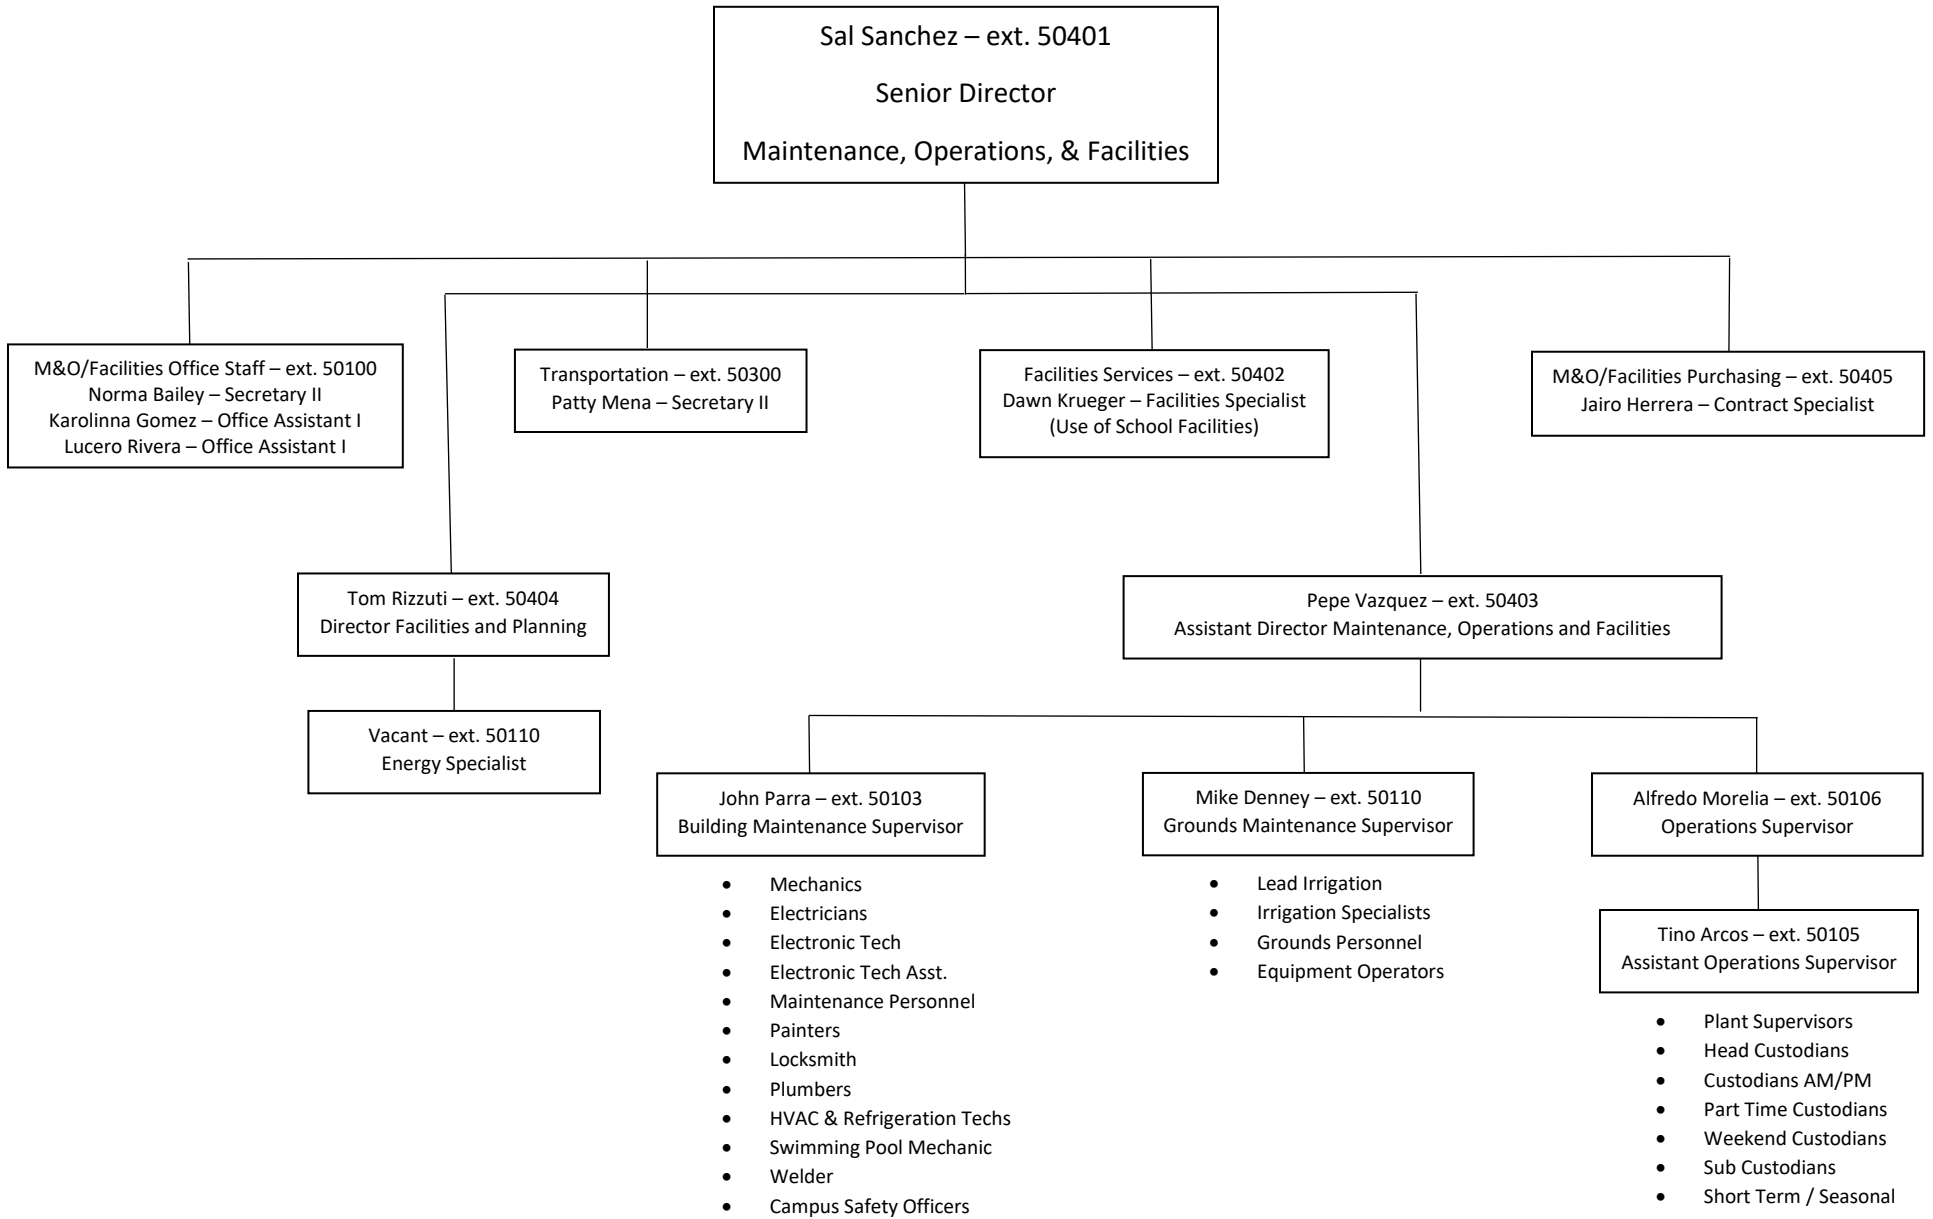 Sal Sanchez – ext. 50401
Senior Director
Maintenance, Operations, & Facilities
M&O/Facilities Office Staff – ext. 50100
Norma Bailey – Secretary II
Karolinna Gomez – Office Assistant I
Lucero Rivera – Office Assistant I
Transportation – ext. 50300
Patty Mena – Secretary II
Facilities Services – ext. 50402
Dawn Krueger – Facilities Specialist
(Use of School Facilities)
M&O/Facilities Purchasing – ext. 50405
Jairo Herrera – Contract Specialist
Tom Rizzuti – ext. 50404
Director Facilities and Planning
Vacant – ext. 50110
Energy Specialist
Pepe Vazquez – ext. 50403
Assistant Director Maintenance, Operations and Facilities
John Parra – ext. 50103
Building Maintenance Supervisor
• Mechanics
• Electricians
• Electronic Tech
• Electronic Tech Asst.
• Maintenance Personnel
• Painters
• Locksmith
• Plumbers
• HVAC & Refrigeration Techs
• Swimming Pool Mechanic
• Welder
• Campus Safety Officers
Mike Denney – ext. 50110
Grounds Maintenance Supervisor
• Lead Irrigation
• Irrigation Specialists
• Grounds Personnel
• Equipment Operators
Alfredo Morelia – ext. 50106
Operations Supervisor
Tino Arcos – ext. 50105
Assistant Operations Supervisor
• Plant Supervisors
• Head Custodians
• Custodians AM/PM
• Part Time Custodians
• Weekend Custodians
• Sub Custodians
• Short Term / Seasonal